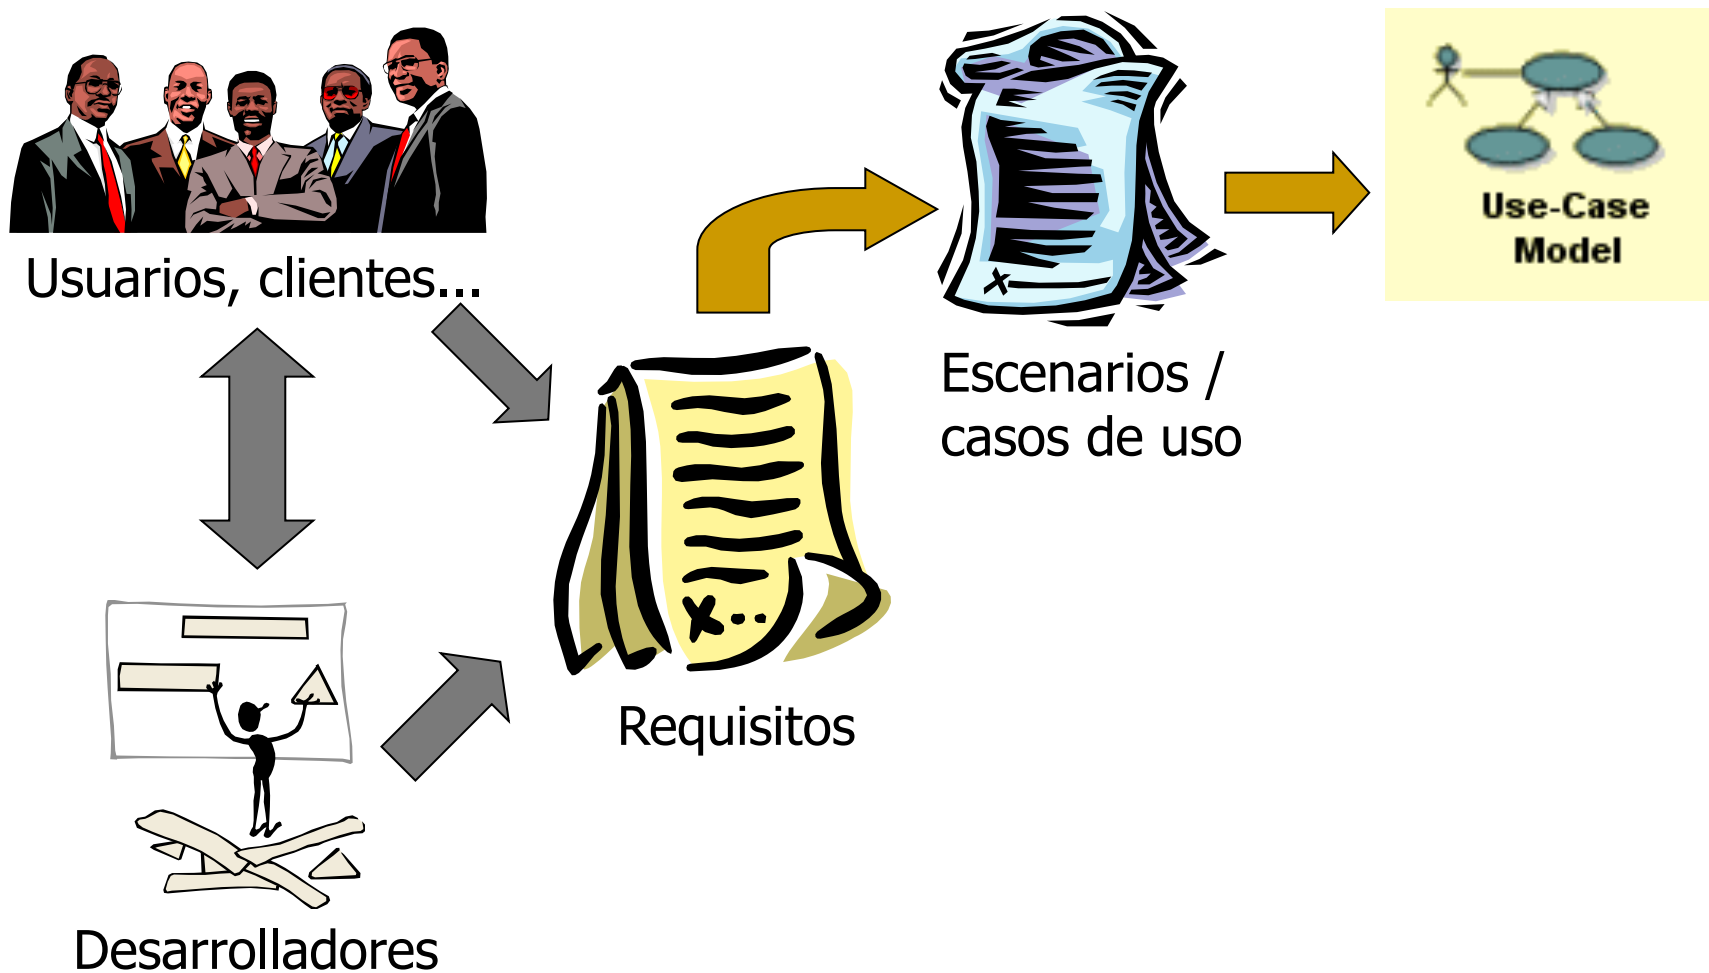 Usuarios, clientes...
Desarrolladores
Requisitos
Escenarios /
casos de uso
Use-Case
Model